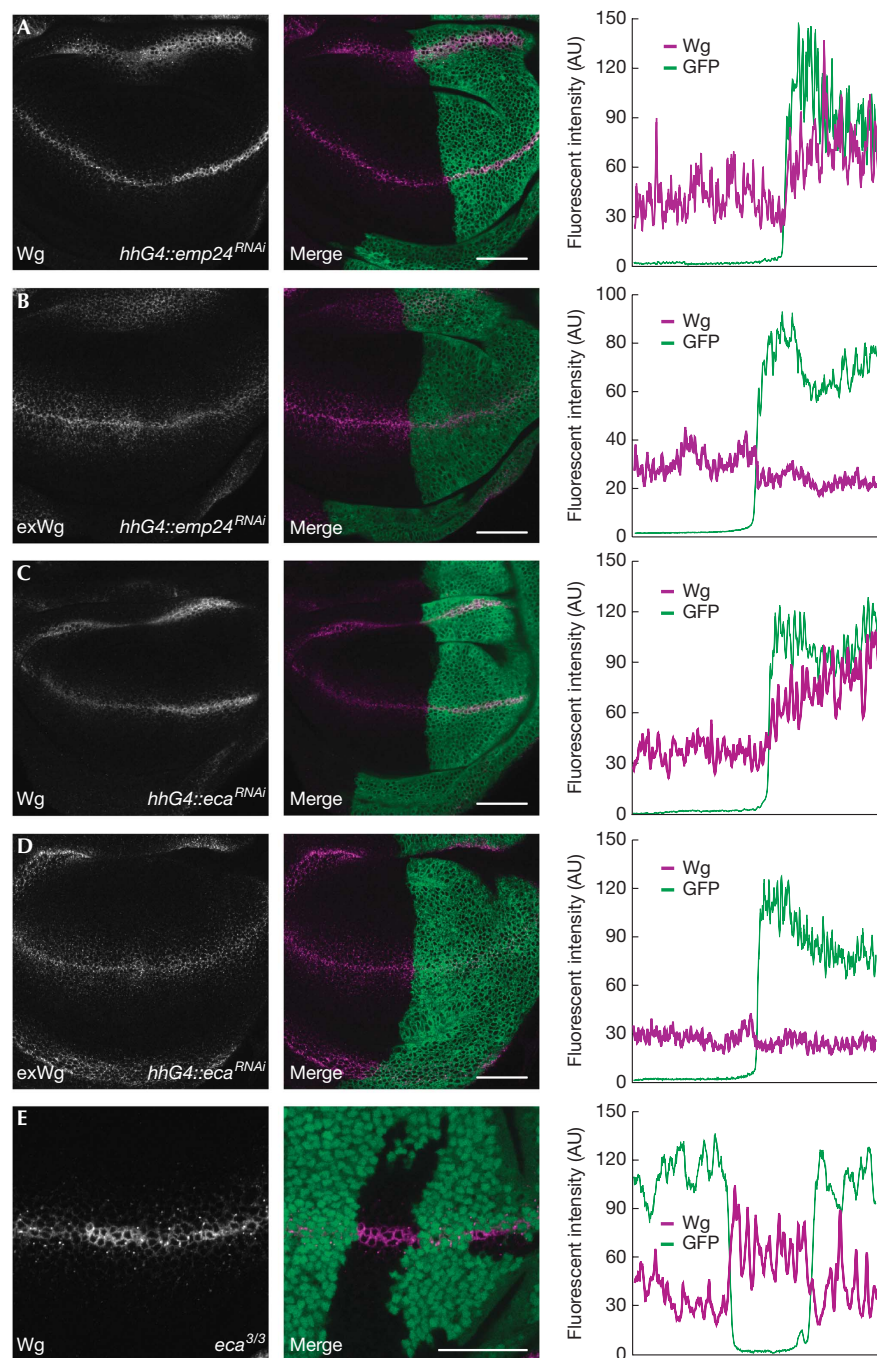 A
Wg
hhG4::emp24RNAi
Merge
Fluorescent intensity (AU)
150
120
90
60
30
0
Wg
GFP
B
exWg
hhG4::emp24RNAi
Merge
Fluorescent intensity (AU)
100
80
60
40
20
0
Wg
GFP
C
Wg
hhG4::ecaRNAi
Merge
Fluorescent intensity (AU)
150
120
90
60
30
0
Wg
GFP
D
exWg
hhG4::ecaRNAi
Merge
Fluorescent intensity (AU)
150
120
90
60
30
0
Wg
GFP
E
Wg
eca3/3
Merge
Fluorescent intensity (AU)
150
120
90
60
30
0
Wg
GFP